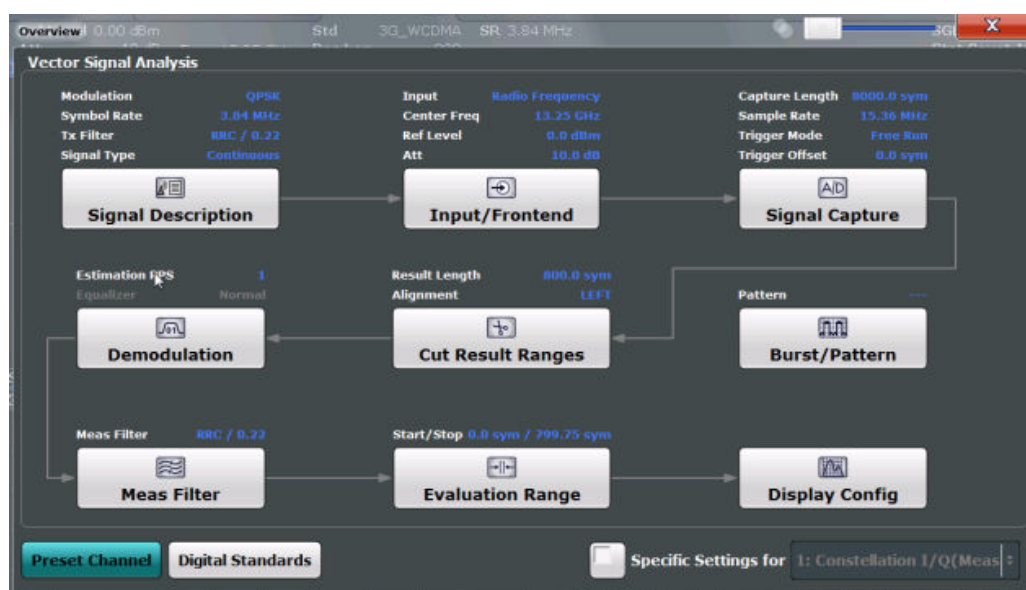 Overview 0.00 dBm Std 3G_WCDMA SR 3.84 MHz 3G
Vector Signal Analysis
Modulation QPSK Input Radio Frequency Capture Length 8000.0 sym
Symbol Rate 3.84 MHz Center Freq 13.25 GHz Sample Rate 15.36 MHz
Tx Filter RRC / 0.22 Ref Level 0.0 dBm Trigger Mode Free Run
Signal Type Continuous Att 10.0 dB Trigger Offset 0.0 sym
A/D
Signal Description Input/Frontend Signal Capture
Estimation PPS 1 Result Length 800.0 sym
Equalizer Normal Alignment LEFT Pattern ---
Demodulation Cut Result Ranges Burst/Pattern
Meas Filter RRC / 0.22 Start/Stop 0.0 sym / 799.75 sym
Meas Filter Evaluation Range Display Config
Preset Channel Digital Standards Specific Settings for 1: Constellation I/Q(Meas